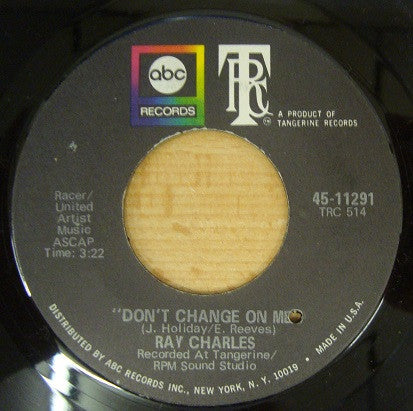 abc
RECORDS
TRC
A PRODUCT OF
TANGERINE RECORDS
Racer/
United
Artist
Music
ASCAP
Time: 3:22
45-11291
TRC 514
"DON'T CHANGE ON ME
(J. Holiday/E. Reeves)
RAY CHARLES
Recorded At Tangerine/
RPM Sound Studio
DISTRIBUTED BY ABC RECORDS INC., NEW YORK, N. Y. 10019 • MADE IN U.S.A.